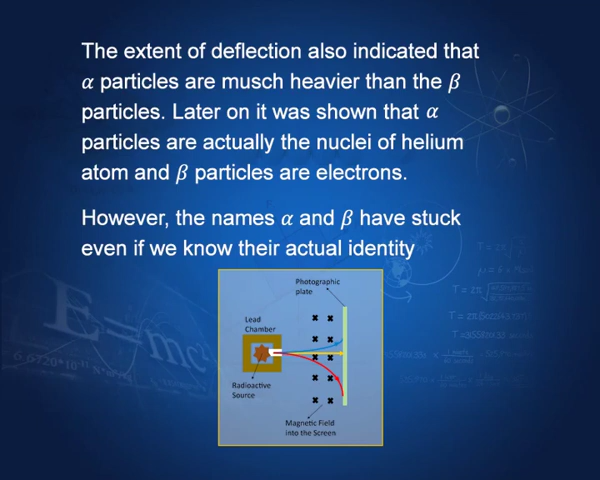 The extent of deflection also indicated that
α particles are musch heavier than the β
particles. Later on it was shown that α
particles are actually the nuclei of helium
atom and β particles are electrons.
However, the names α and β have stuck
even if we know their actual identity
Photographic
plate
Lead
Chamber
Radioactive
Source
Magnetic Field
into the Screen
E=mc